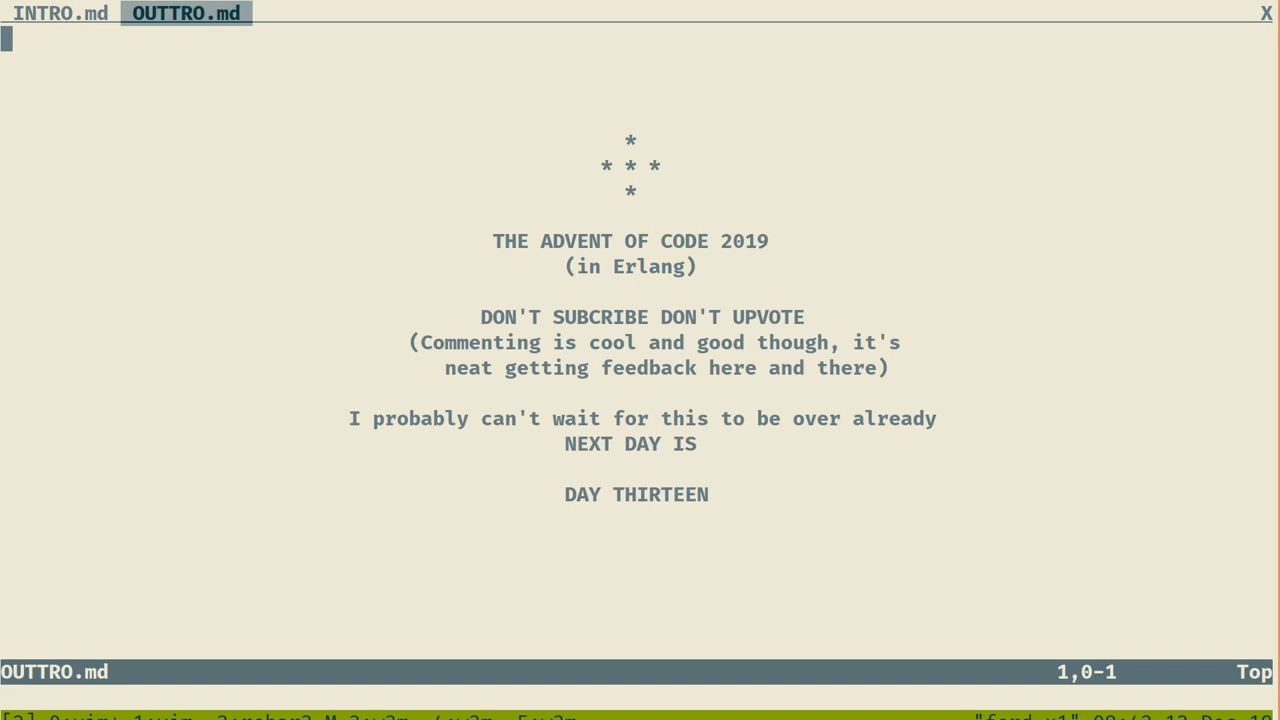 INTRO.md OUTTRO.md X
*
* * *
*
THE ADVENT OF CODE 2019
(in Erlang)
DON'T SUBCRIBE DON'T UPVOTE
(Commenting is cool and good though, it's
neat getting feedback here and there)
I probably can't wait for this to be over already
NEXT DAY IS
DAY THIRTEEN
OUTTRO.md 1,0-1 Top